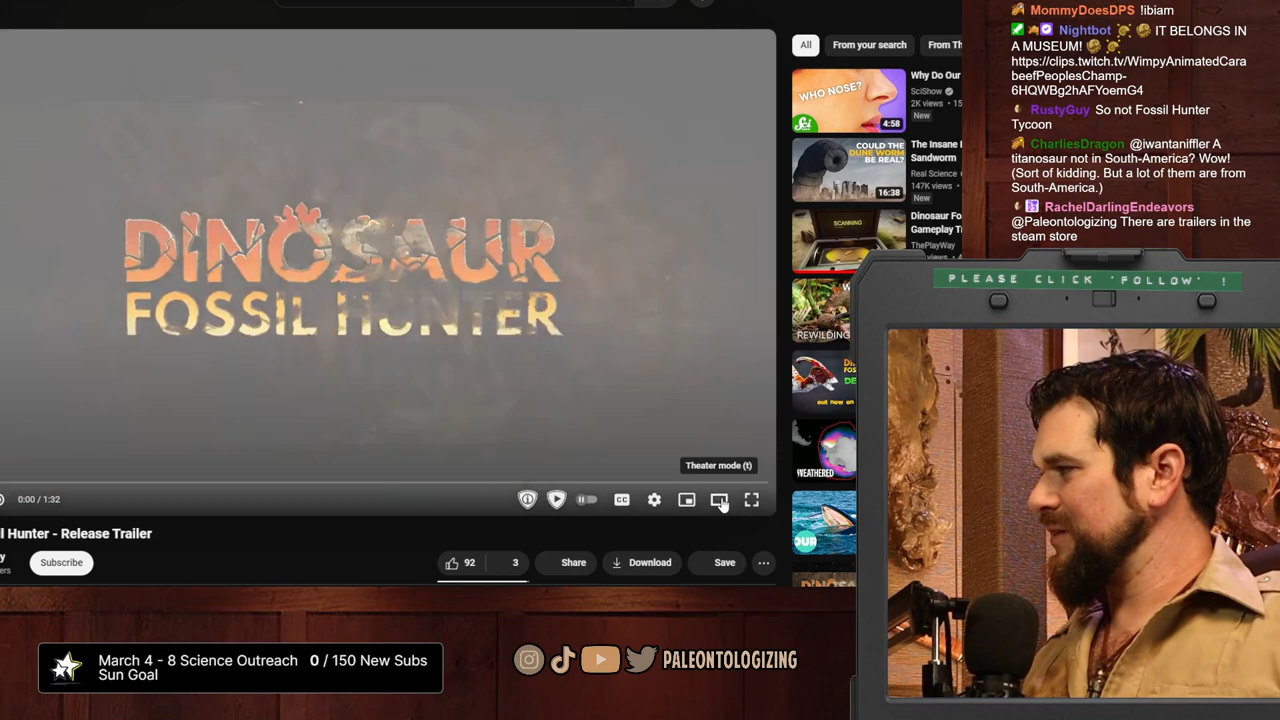 All
From your search
From Th
WHO NOSE?
4:58
Why Do Our
SciShow
New
COULD THE
DUNE WORM
BE REAL?
16:38
The Insane
Sandworm
Real Science
147K views
New
SCANNING
Dinosaur Fo
Gameplay Tr
ThePlayWay
views
REWILDING
out now on
WEATHERED
OUR
DINOSAUR
FOSSIL HUNTER
Theater mode (t)
0:00 / 1:32
CC
l Hunter - Release Trailer
Subscribe
92
3
Share
Download
Save
MommyDoesDPS !ibiam
Nightbot IT BELONGS IN
A MUSEUM!
https://clips.twitch.tv/WimpyAnimatedCara
beefPeoplesChamp-
6HQWBg2hAFYoemG4
RustyGuy So not Fossil Hunter
Tycoon
CharliesDragon @iwantaniffler A
titanosaur not in South-America? Wow!
(Sort of kidding. But a lot of them are from
South-America.)
RachelDarlingEndeavors
@Paleontologizing There are trailers in the
steam store
PLEASE CLICK "FOLLOW" !
March 4 - 8 Science Outreach 0 / 150 New Subs
Sun Goal
PALEONTOLOGIZING